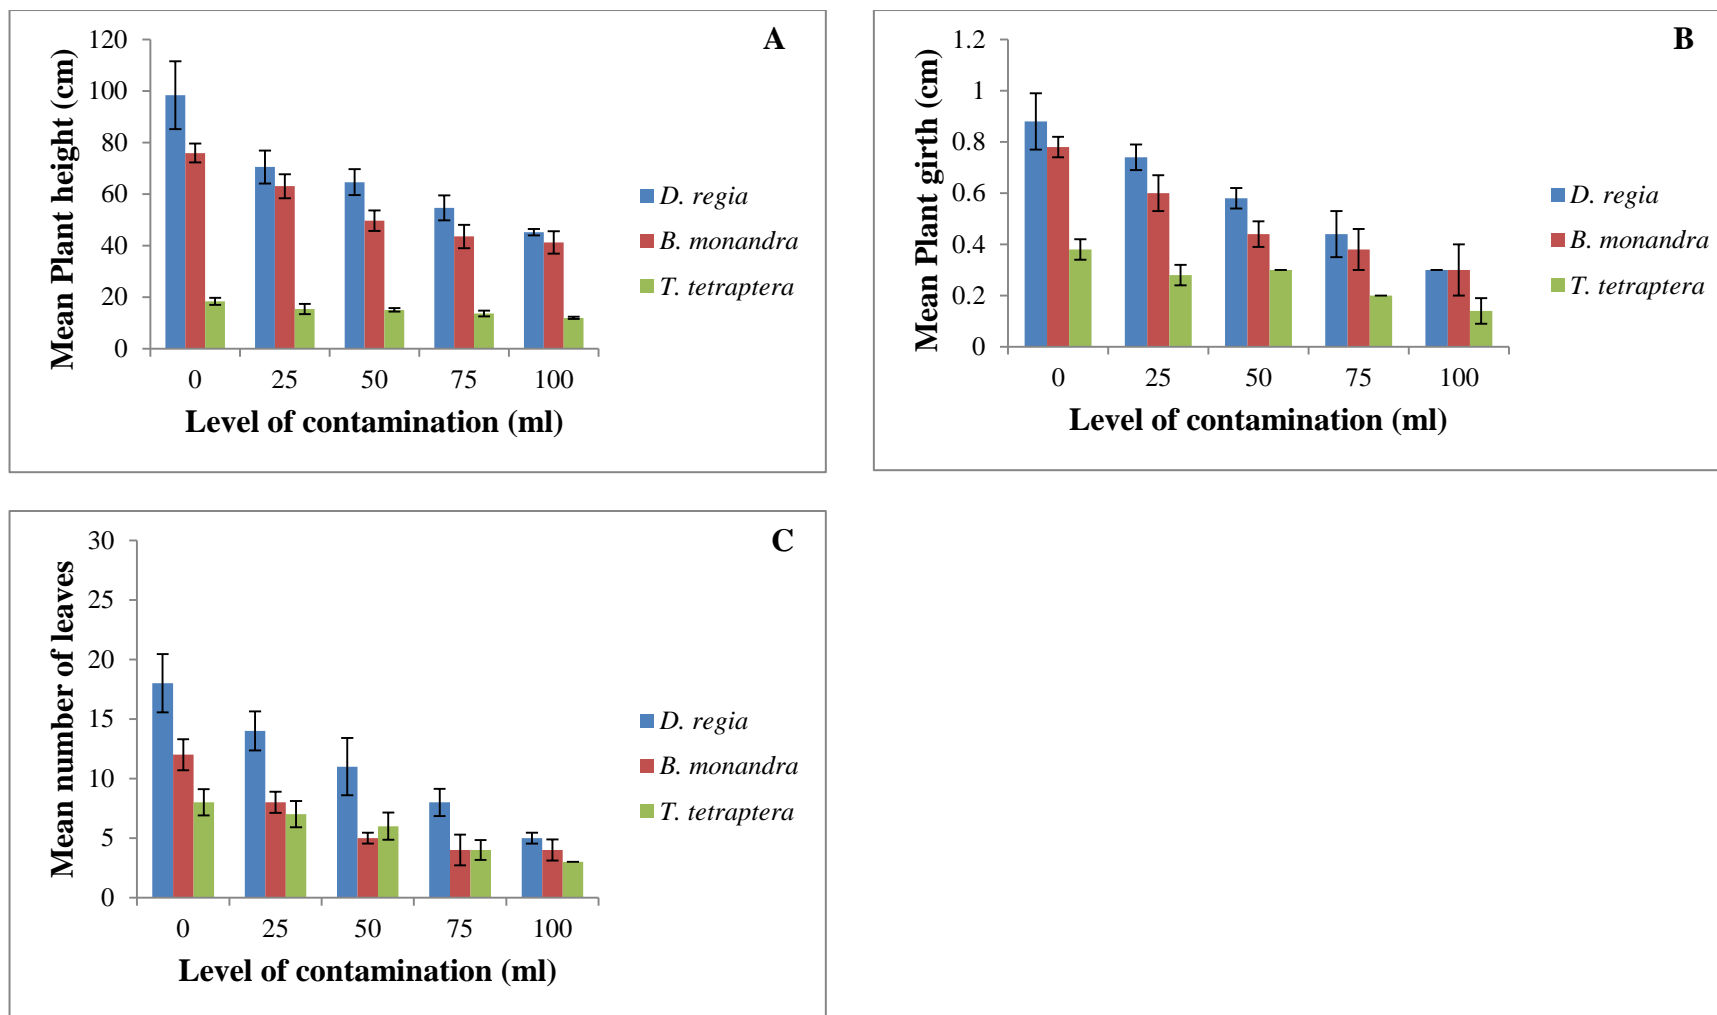 A
Mean Plant height (cm)
120
100
80
60
40
20
0
0 25 50 75 100
Level of contamination (ml)
D. regia
B. monandra
T. tetraptera
B
Mean Plant girth (cm)
1.2
1
0.8
0.6
0.4
0.2
0
0 25 50 75 100
Level of contamination (ml)
D. regia
B. monandra
T. tetraptera
C
Mean number of leaves
30
25
20
15
10
5
0
0 25 50 75 100
Level of contamination (ml)
D. regia
B. monandra
T. tetraptera